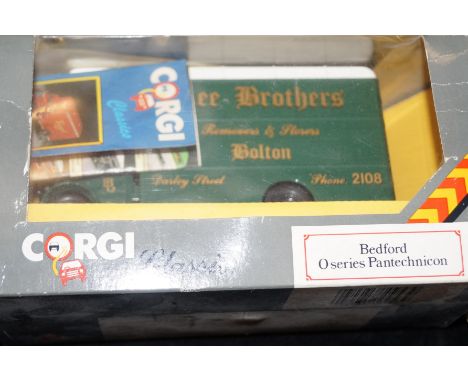 CORGI
Classics
ee - Brothers
Removers & Storers
Bolton
Darley Street 'Phone 2108
CORGI Classics
Bedford
O series Pantechnicon